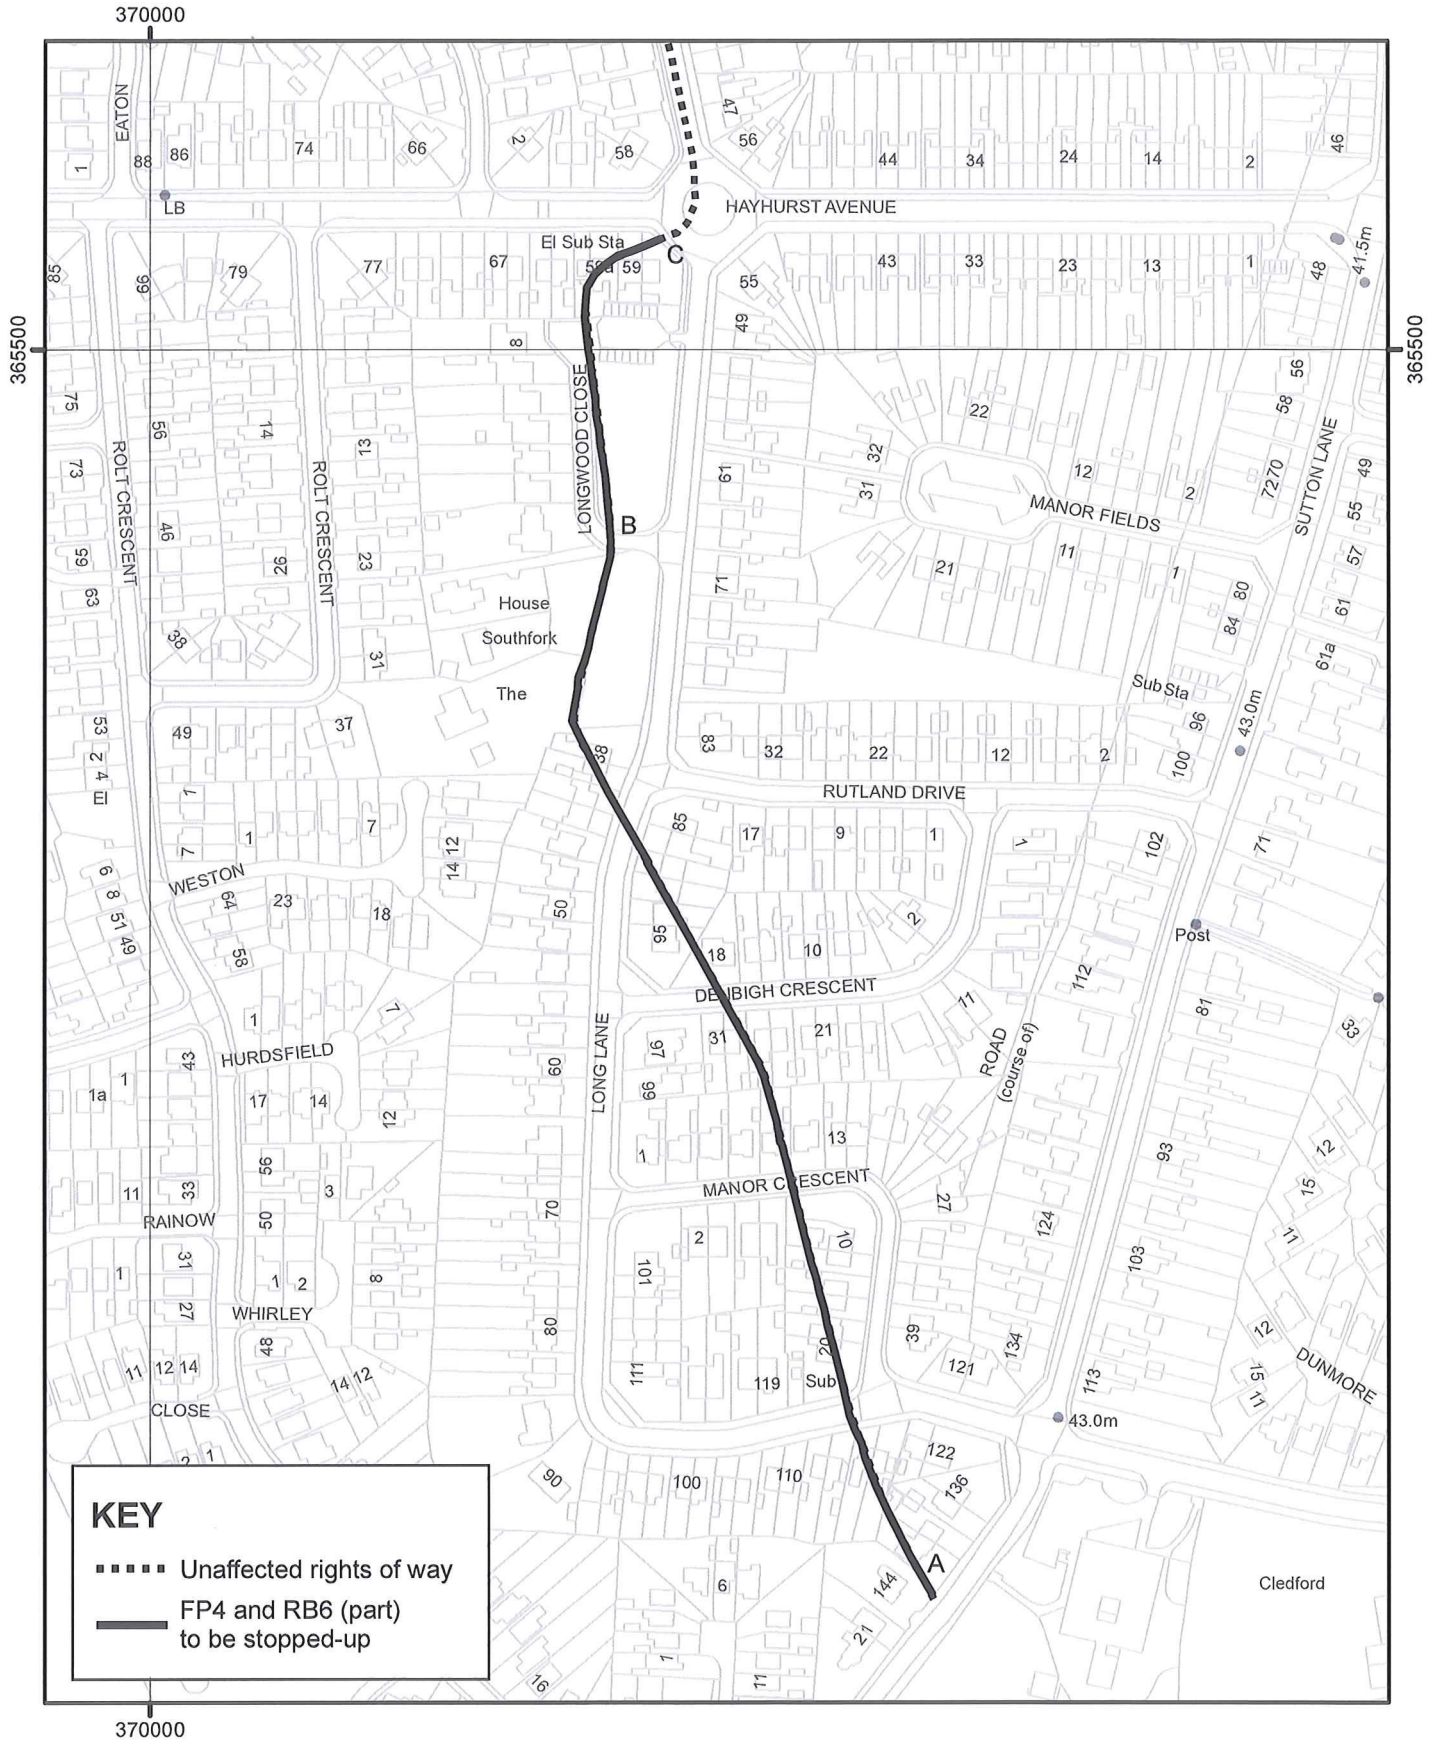 370000
EATON
47
56
2
58
88 86 74 66 44 34 24 14 2 46
1
LB
HAYHURST AVENUE
El Sub Sta
C
41.5m
85 66 79 77 67 59 55 43 33 23 13 1 48
49
8
365500
365500
56
58
22
75 56 14 13
LONGWOOD CLOSE
32
31
61
12
2
7270
49
73
ROLT CRESCENT
ROLT CRESCENT
SUTTON LANE
MANOR FIELDS
B
46
55
57
26 23
21 11 1
71
80
84
61
63
House
Southfork
The
38 31
61a
Sub Sta
96
43.0m
53
2
4
El
49 37
38
83 32 22 12 2 100
RUTLAND DRIVE
1
7
1 7 12
14
85 17 9 1 1 102 71
WESTON
6
8
51
49
64
58
23 18
50
95 18 10 2
Post
DENBIGH CRESCENT
112
81
33
11
1 7
HURDSFIELD
43
97 31 21
99
ROAD
(course of)
LONG LANE
60
1a 1 17 14 12
1 13
93
12
15
11
MANOR CRESCENT
56
50
3
11 33
RAINOW
70
2 10 27 124
103
1 31
27
1 2 8
WHIRLEY
101
80
48
20
39 134
12
DUNMORE
11 12 14
14 12
111 119 Sub 121 113
15
11
CLOSE
43.0m
2 1
90 100 110 122 136
A
144
6
21
Cledford
16 1 11
KEY
Unaffected rights of way
FP4 and RB6 (part)
to be stopped-up
370000